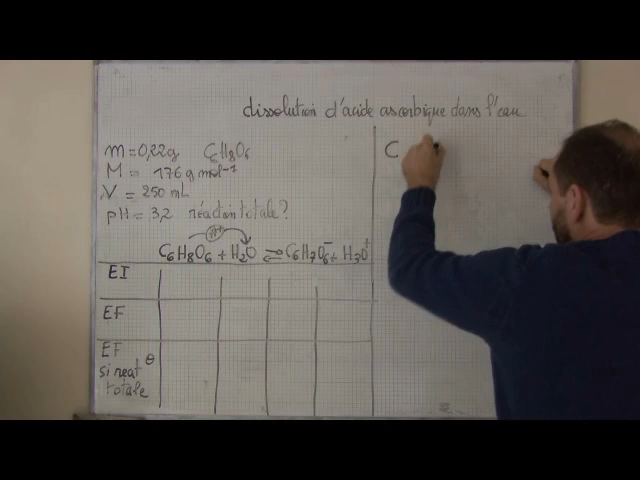 dissolution d'acide ascorbique dans l'eau
m = 0,22g C6H8O6
M = 176 g mol⁻¹
V = 250 mL
pH = 3,2 réaction totale ?
H+
C6H8O6 + H2O ⇌ C6H7O6⁻ + H3O⁺
EI
EF
EF
si réact°
totale
C